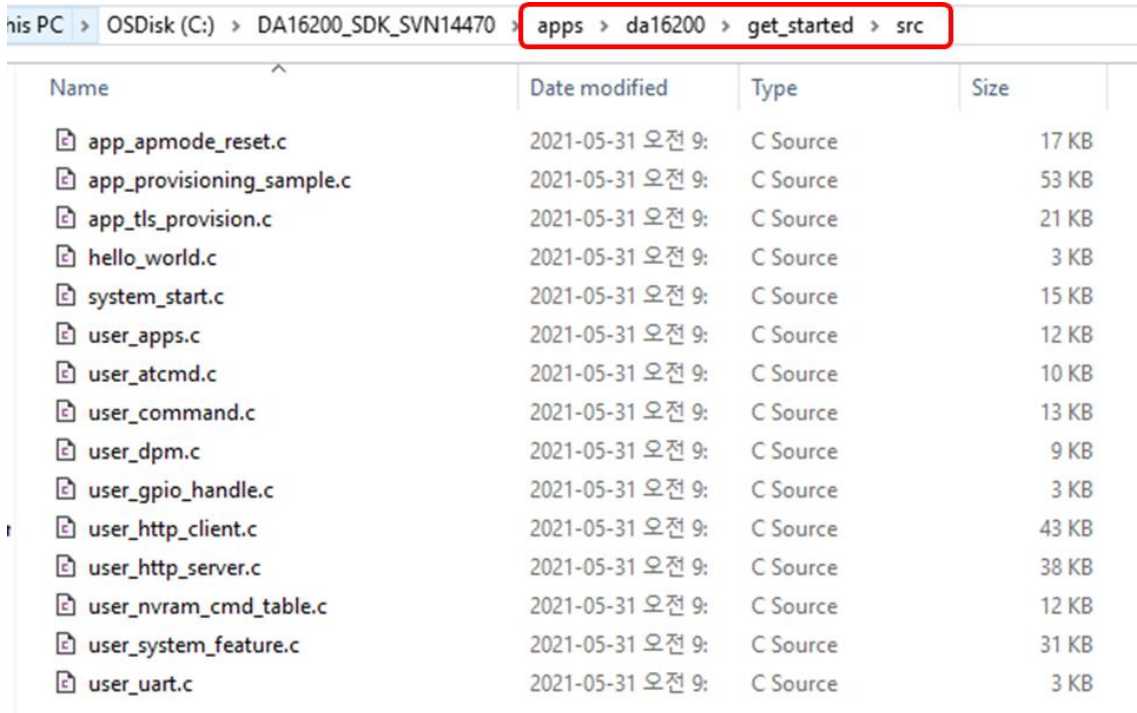 his PC > OSDisk (C:) > DA16200_SDK_SVN14470 > apps > da16200 > get_started > src
Name Date modified Type Size
app_apmode_reset.c 2021-05-31 오전 9: C Source 17 KB
app_provisioning_sample.c 2021-05-31 오전 9: C Source 53 KB
app_tls_provision.c 2021-05-31 오전 9: C Source 21 KB
hello_world.c 2021-05-31 오전 9: C Source 3 KB
system_start.c 2021-05-31 오전 9: C Source 15 KB
user_apps.c 2021-05-31 오전 9: C Source 12 KB
user_atcmd.c 2021-05-31 오전 9: C Source 10 KB
user_command.c 2021-05-31 오전 9: C Source 13 KB
user_dpm.c 2021-05-31 오전 9: C Source 9 KB
user_gpio_handle.c 2021-05-31 오전 9: C Source 3 KB
user_http_client.c 2021-05-31 오전 9: C Source 43 KB
user_http_server.c 2021-05-31 오전 9: C Source 38 KB
user_nvram_cmd_table.c 2021-05-31 오전 9: C Source 12 KB
user_system_feature.c 2021-05-31 오전 9: C Source 31 KB
user_uart.c 2021-05-31 오전 9: C Source 3 KB